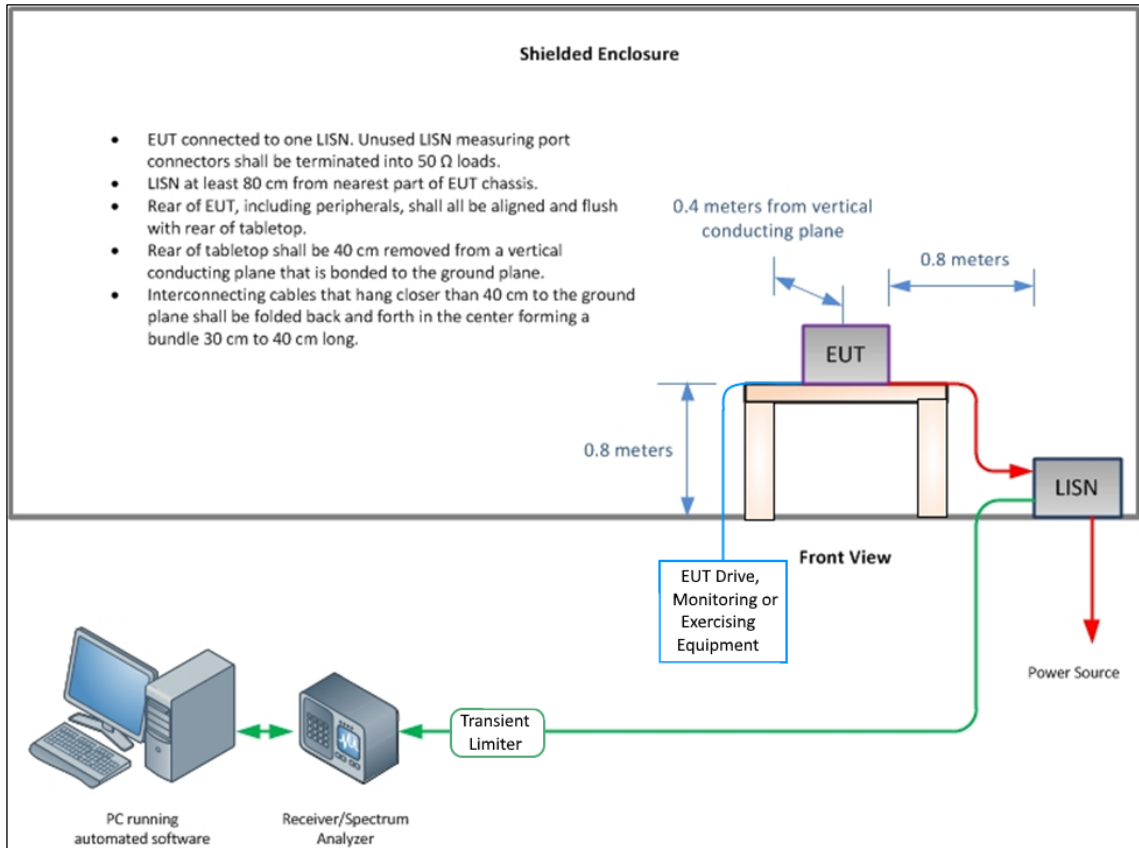 Shielded Enclosure
• EUT connected to one LISN. Unused LISN measuring port
connectors shall be terminated into 50 Ω loads.
• LISN at least 80 cm from nearest part of EUT chassis.
• Rear of EUT, including peripherals, shall all be aligned and flush
with rear of tabletop.
• Rear of tabletop shall be 40 cm removed from a vertical
conducting plane that is bonded to the ground plane.
• Interconnecting cables that hang closer than 40 cm to the ground
plane shall be folded back and forth in the center forming a
bundle 30 cm to 40 cm long.
0.4 meters from vertical
conducting plane
0.8 meters
EUT
0.8 meters
LISN
Front View
EUT Drive,
Monitoring or
Exercising
Equipment
Power Source
Transient
Limiter
PC running
automated software
Receiver/Spectrum
Analyzer